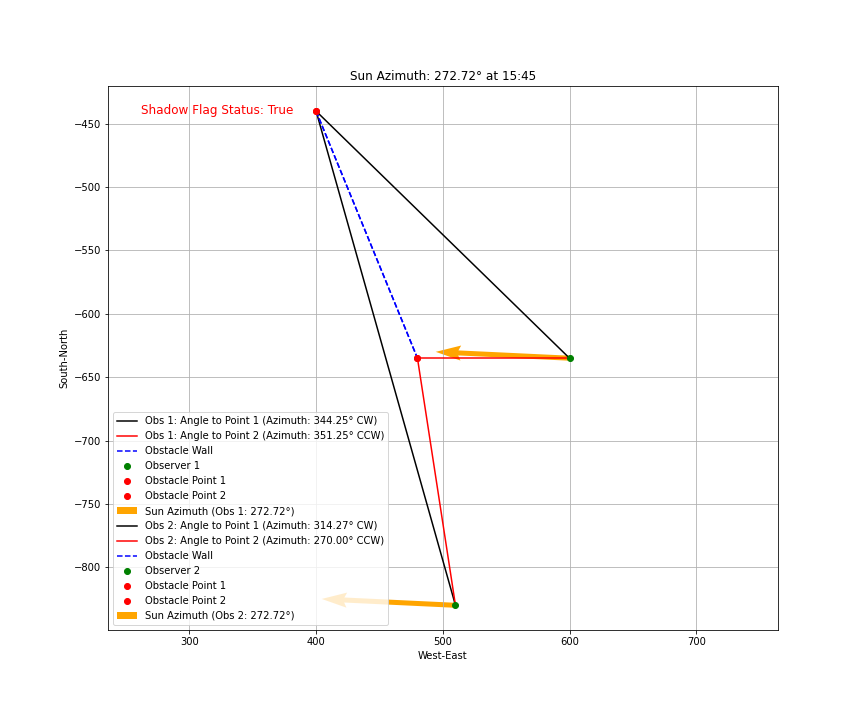 Sun Azimuth: 272.72° at 15:45
Shadow Flag Status: True
−450
−500
−550
−600
−650
−700
−750
−800
South-North
Obs 1: Angle to Point 1 (Azimuth: 344.25° CW)
Obs 1: Angle to Point 2 (Azimuth: 351.25° CCW)
Obstacle Wall
Observer 1
Obstacle Point 1
Obstacle Point 2
Sun Azimuth (Obs 1: 272.72°)
Obs 2: Angle to Point 1 (Azimuth: 314.27° CW)
Obs 2: Angle to Point 2 (Azimuth: 270.00° CCW)
Obstacle Wall
Observer 2
Obstacle Point 1
Obstacle Point 2
Sun Azimuth (Obs 2: 272.72°)
300 400 500 600 700
West-East